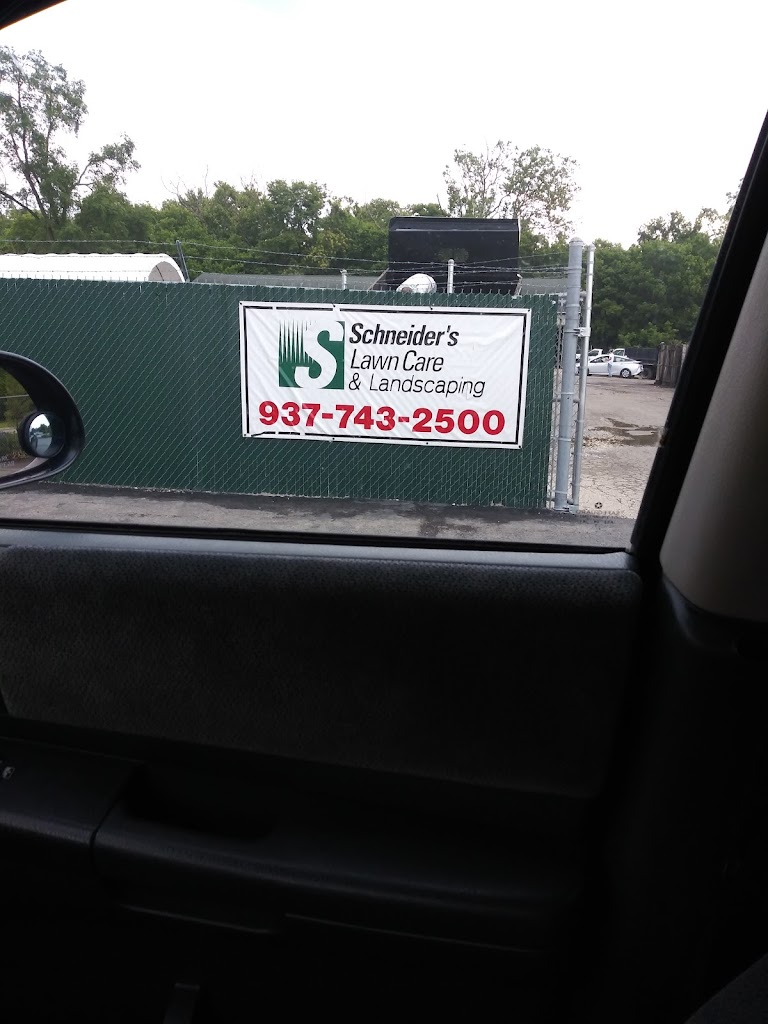 S Schneider's
Lawn Care
& Landscaping
937-743-2500